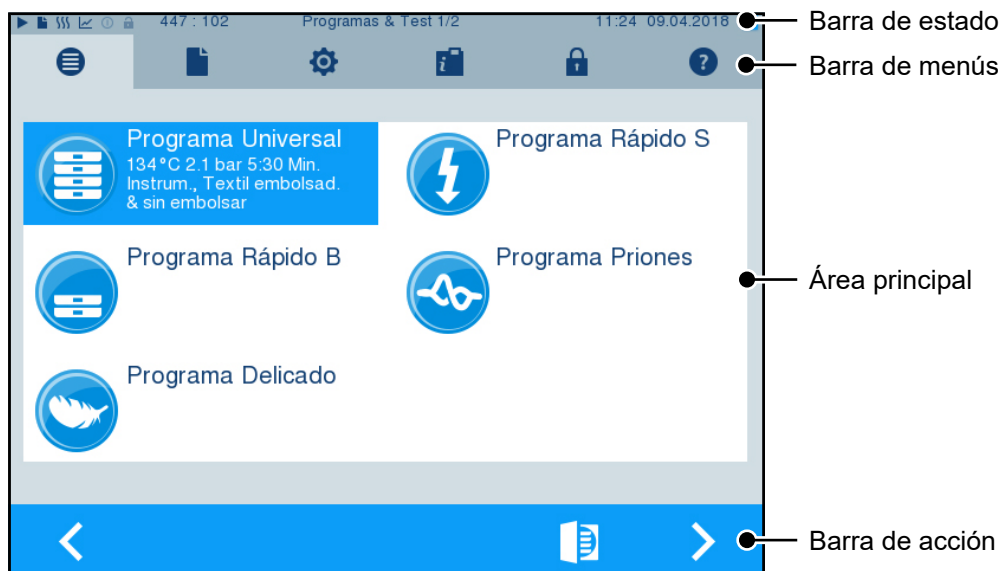 447 : 102 Programas & Test 1/2 11:24 09.04.2018
Barra de estado
Barra de menús
Programa Universal
134°C 2.1 bar 5:30 Min.
Instrum., Textil embolsad.
& sin embolsar
Programa Rápido S
Programa Rápido B
Programa Priones
Área principal
Programa Delicado
Barra de acción